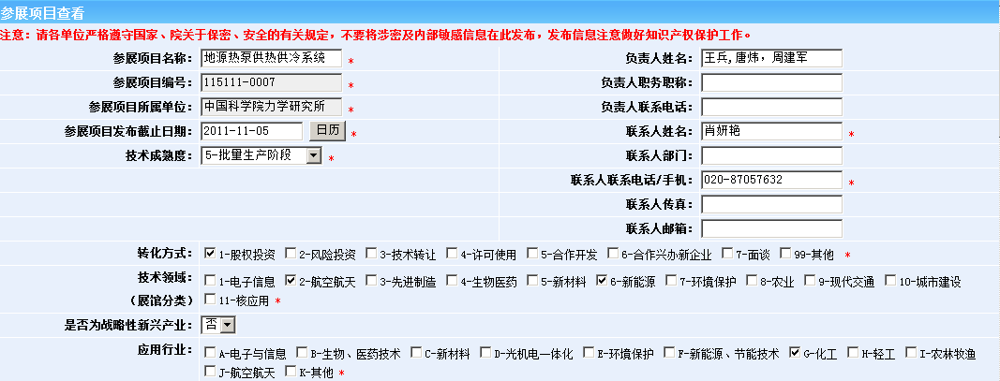 参展项目查看
注意：请各单位严格遵守国家、院关于保密、安全的有关规定，不要将涉密及内部敏感信息在此发布，发布信息注意做好知识产权保护工作。
参展项目名称： 地源热泵供热供冷系统 * 负责人姓名： 王兵,唐炜，周建军
参展项目编号： 115111-0007 * 负责人职务职称：
参展项目所属单位： 中国科学院力学研究所 * 负责人联系电话：
参展项目发布截止日期： 2011-11-05 日历 * 联系人姓名： 肖妍艳 *
技术成熟度： 5-批量生产阶段 * 联系人部门：
联系人联系电话/手机： 020-87057632 *
联系人传真：
联系人邮箱：
转化方式： 1-股权投资 2-风险投资 3-技术转让 4-许可使用 5-合作开发 6-合作兴办新企业 7-面谈 99-其他 *
技术领域： 1-电子信息 2-航空航天 3-先进制造 4-生物医药 5-新材料 6-新能源 7-环境保护 8-农业 9-现代交通 10-城市建设
（展馆分类） 11-核应用 *
是否为战略性新兴产业： 否
应用行业： A-电子与信息 B-生物、医药技术 C-新材料 D-光机电一体化 E-环境保护 F-新能源、节能技术 G-化工 H-轻工 I-农林牧渔
J-航空航天 K-其他 *